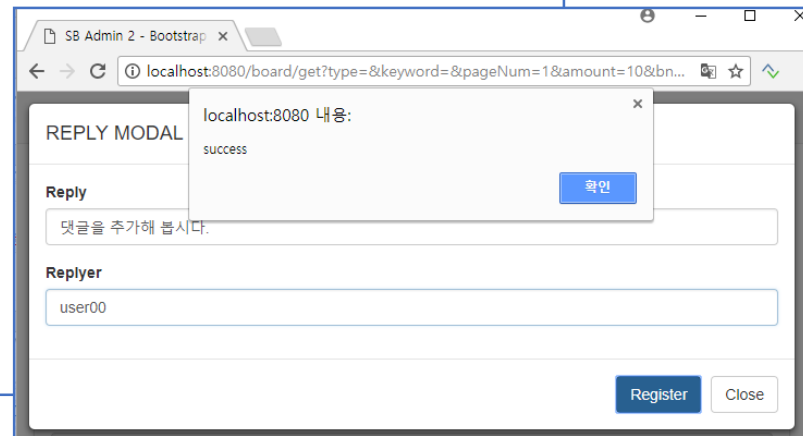 SB Admin 2 - Bootstrap
localhost:8080/board/get?type=&keyword=&pageNum=1&amount=10&bn...
REPLY MODAL
localhost:8080 내용:
success
확인
Reply
댓글을 추가해 봅시다.
Replyer
user00
Register
Close